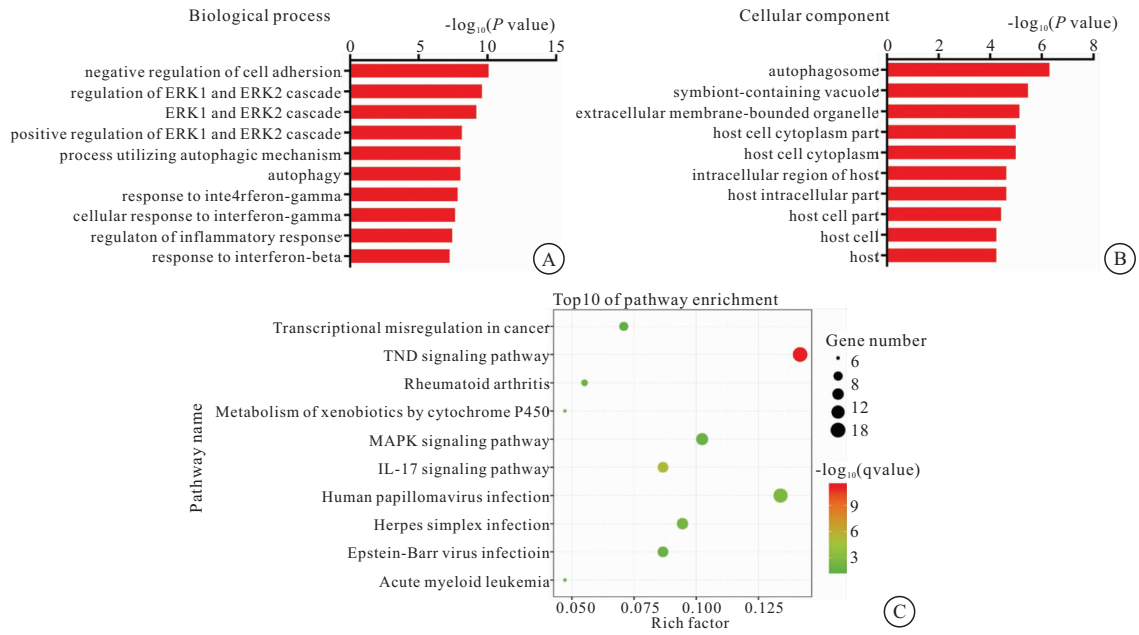 Biological process
-log10(P value)
0 5 10 15
negative regulation of cell adhersion
regulation of ERK1 and ERK2 cascade
ERK1 and ERK2 cascade
positive regulation of ERK1 and ERK2 cascade
process utilizing autophagic mechanism
autophagy
response to inte4rferon-gamma
cellular response to interferon-gamma
regulaton of inflammatory response
response to interferon-beta
A
Cellular component
-log10(P value)
0 2 4 6 8
autophagosome
symbiont-containing vacuole
extracellular membrane-bounded organelle
host cell cytoplasm part
host cell cytoplasm
intracellular region of host
host intracellular part
host cell part
host cell
host
B
Top10 of pathway enrichment
Pathway name
Transcriptional misregulation in cancer
TND signaling pathway
Rheumatoid arthritis
Metabolism of xenobiotics by cytochrome P450
MAPK signaling pathway
IL-17 signaling pathway
Human papillomavirus infection
Herpes simplex infection
Epstein-Barr virus infectioin
Acute myeloid leukemia
0.050 0.075 0.100 0.125
Rich factor
Gene number
6
8
12
18
-log10(qvalue)
9
6
3
C